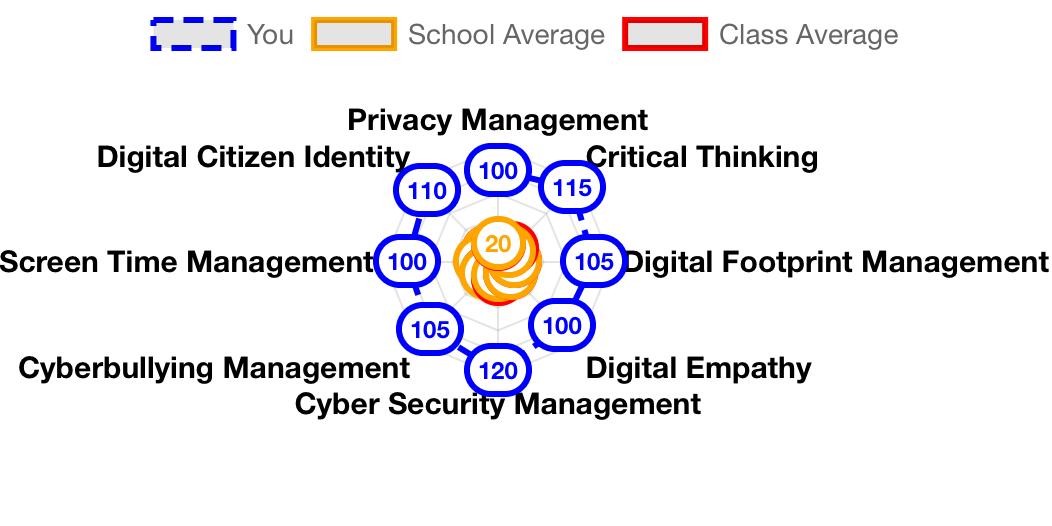 You School Average Class Average
Privacy Management
Digital Citizen Identity Critical Thinking
100
110 115
20
Screen Time Management 100 105 Digital Footprint Management
105 100
Cyberbullying Management 120 Digital Empathy
Cyber Security Management